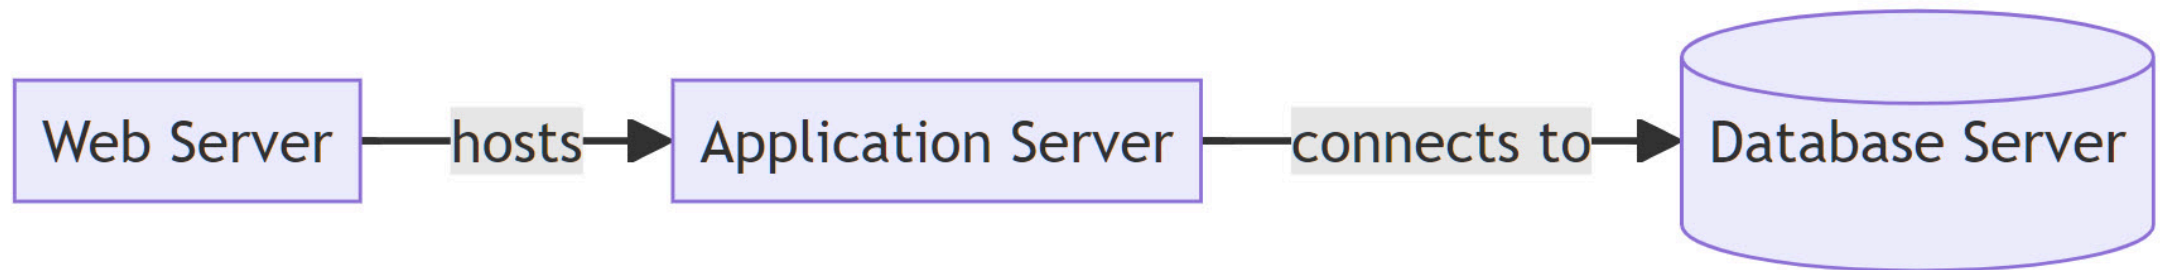 Web Server
hosts
Application Server
connects to
Database Server